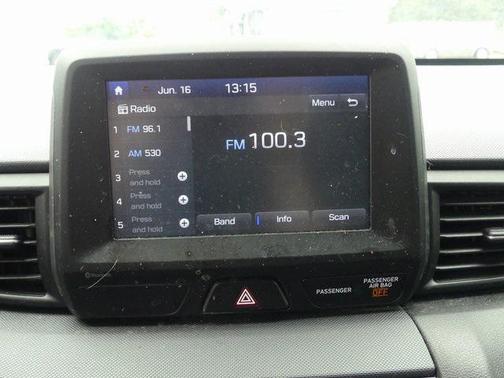 Jun. 16 13:15
Radio Menu
1 FM 96.1
FM 100.3
2 AM 530
3 Press and hold
4 Press and hold
5 Press and hold
Band Info Scan
PASSENGER
PASSENGER
AIR BAG
OFF